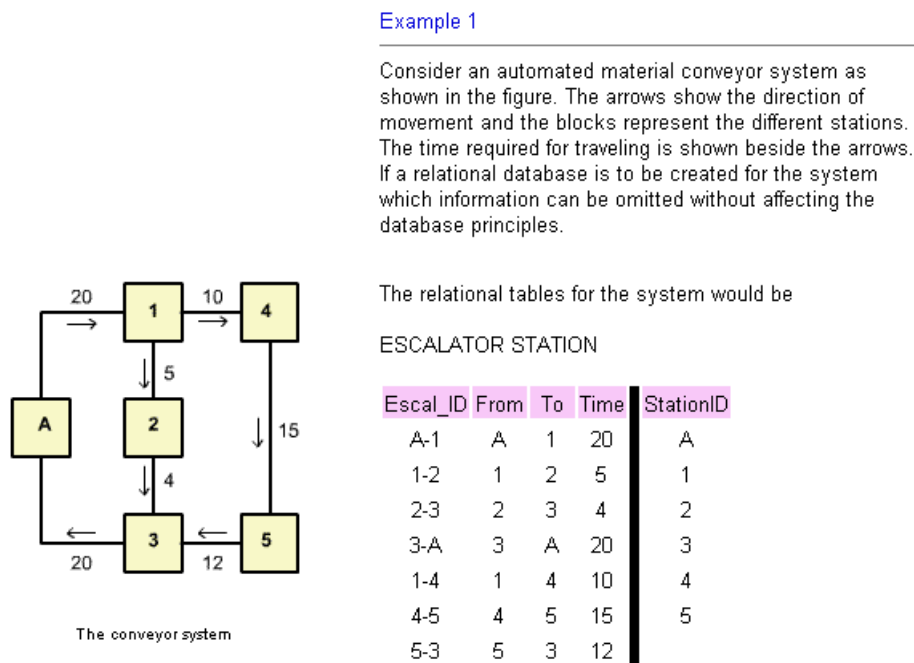 Example 1
Consider an automated material conveyor system as
shown in the figure. The arrows show the direction of
movement and the blocks represent the different stations.
The time required for traveling is shown beside the arrows.
If a relational database is to be created for the system
which information can be omitted without affecting the
database principles.
The relational tables for the system would be
ESCALATOR STATION
Escal_ID From To Time StationID
A-1 A 1 20 A
1-2 1 2 5 1
2-3 2 3 4 2
3-A 3 A 20 3
1-4 1 4 10 4
4-5 4 5 15 5
5-3 5 3 12
20 10
1 4
5
A 2 15
4
3 5
20 12
The conveyor system